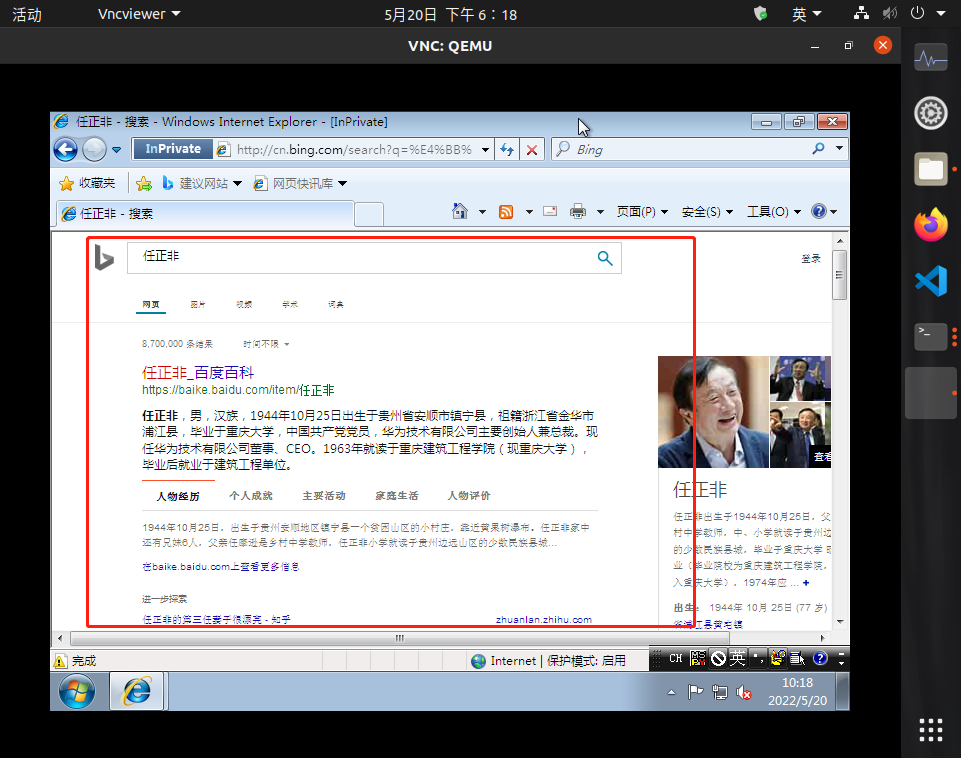 活动
Vncviewer
5月20日 下午 6：18
英
VNC: QEMU
任正非 - 搜索 - Windows Internet Explorer - [InPrivate]
InPrivate
http://cn.bing.com/search?q=%E4%BB%
Bing
收藏夹
建议网站
网页快讯库
任正非 - 搜索
页面(P)
安全(S)
工具(O)
任正非
登录
网页
图片
视频
学术
词典
8,700,000 条结果
时间不限
任正非_百度百科
https://baike.baidu.com/item/任正非
任正非，男，汉族，1944年10月25日出生于贵州省安顺市镇宁县，祖籍浙江省金华市
浦江县，毕业于重庆大学，中国共产党党员，华为技术有限公司主要创始人兼总裁。现
任华为技术有限公司董事、CEO。1963年就读于重庆建筑工程学院（现重庆大学），
毕业后就业于建筑工程单位。
人物经历
个人成就
主要活动
家庭生活
人物评价
1944年10月25日，出生于贵州安顺地区镇宁县一个贫困山区的小村庄，靠近黄果树瀑布。任正非家中
还有兄妹6人，父亲任摩逊是乡村中学教师。任正非小学就读于贵州边远山区的少数民族县城...
在baike.baidu.com上查看更多信息
进一步探索
任正非的第三任妻子很漂亮 - 知乎
zhuanlan.zhihu.com
查看
任正非
任正非出生于1944年10月25日，父
村中学教师，中、小学就读于贵州边
的少数民族县城，毕业于重庆大学
业（毕业院校为重庆建筑工程学院，
入重庆大学），1974年应 ... +
出生： 1944年 10月 25日 (77 岁)
完成
Internet | 保护模式: 启用
CH
英
10:18
2022/5/20